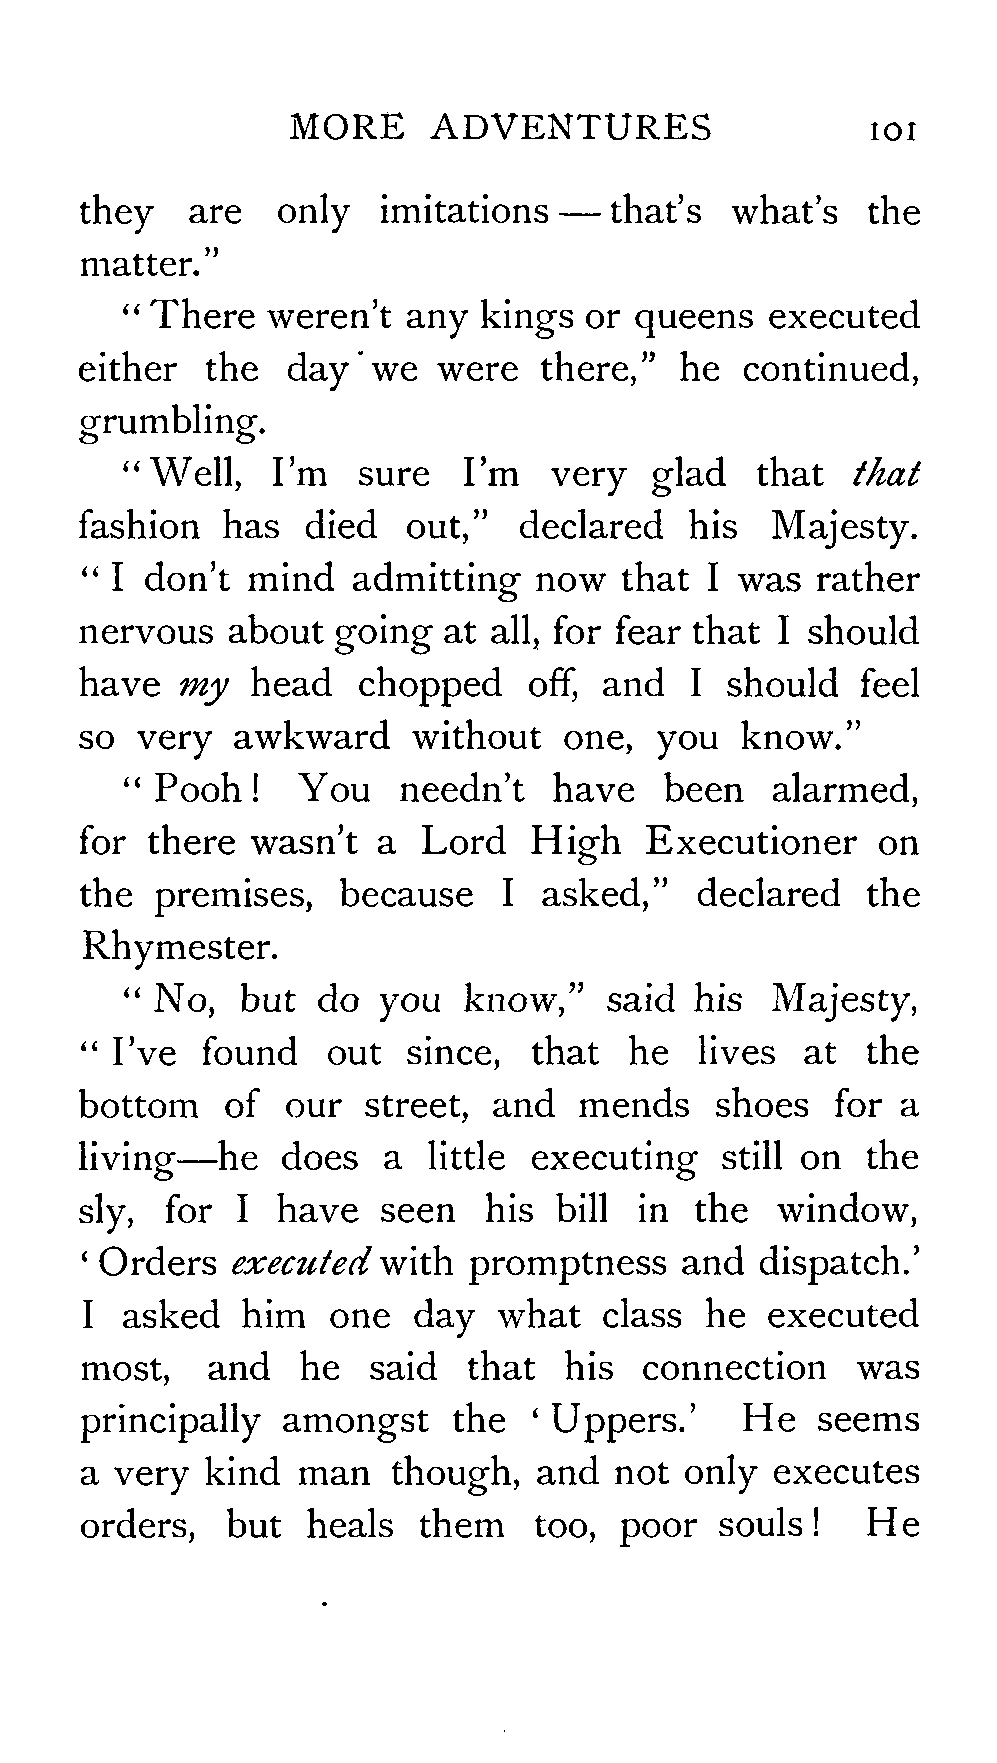 MORE ADVENTURES 101
they are only imitations — that's what's the
matter."
"There weren't any kings or queens executed
either the day we were there," he continued,
grumbling.
"Well, I'm sure I'm very glad that that
fashion has died out," declared his Majesty.
"I don't mind admitting now that I was rather
nervous about going at all, for fear that I should
have my head chopped off, and I should feel
so very awkward without one, you know."
"Pooh! You needn't have been alarmed,
for there wasn't a Lord High Executioner on
the premises, because I asked," declared the
Rhymester.
"No, but do you know," said his Majesty,
"I've found out since, that he lives at the
bottom of our street, and mends shoes for a
living—he does a little executing still on the
sly, for I have seen his bill in the window,
'Orders executed with promptness and dispatch.'
I asked him one day what class he executed
most, and he said that his connection was
principally amongst the 'Uppers.' He seems
a very kind man though, and not only executes
orders, but heals them too, poor souls! He